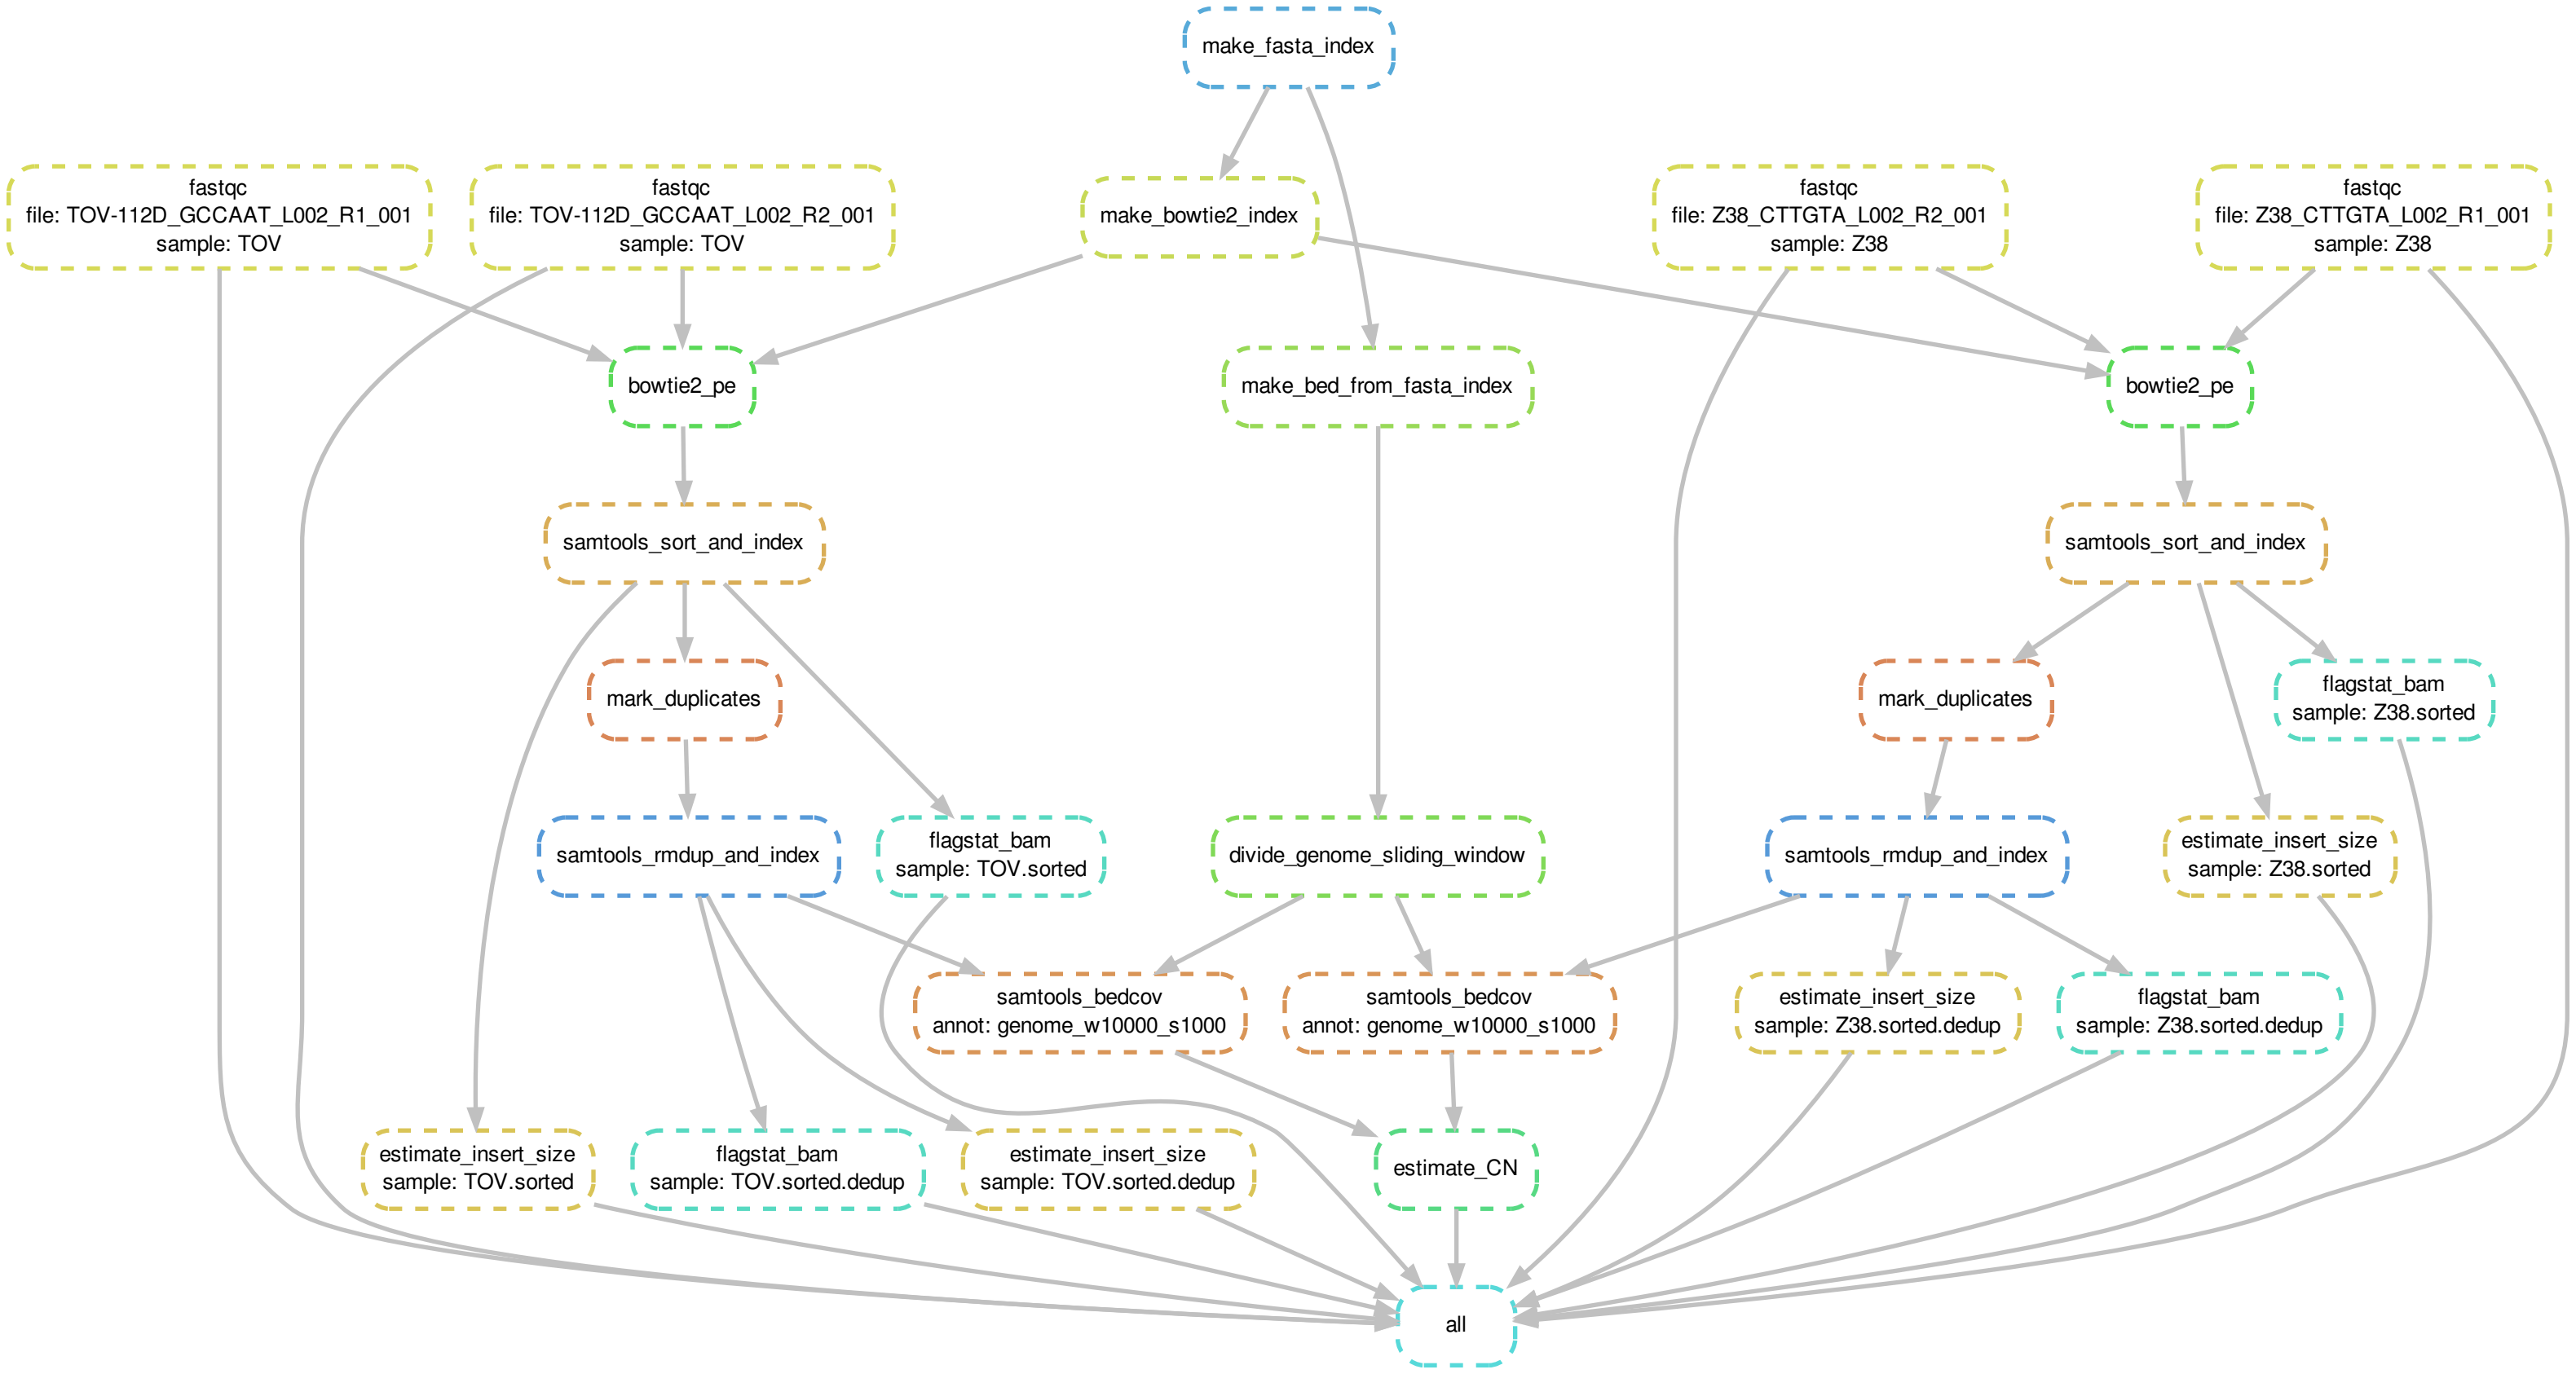 make_fasta_index
fastqc
file: TOV-112D_GCCAAT_L002_R1_001
sample: TOV
fastqc
file: TOV-112D_GCCAAT_L002_R2_001
sample: TOV
make_bowtie2_index
fastqc
file: Z38_CTTGTA_L002_R2_001
sample: Z38
fastqc
file: Z38_CTTGTA_L002_R1_001
sample: Z38
bowtie2_pe
make_bed_from_fasta_index
bowtie2_pe
samtools_sort_and_index
samtools_sort_and_index
mark_duplicates
mark_duplicates
flagstat_bam
sample: Z38.sorted
samtools_rmdup_and_index
flagstat_bam
sample: TOV.sorted
divide_genome_sliding_window
samtools_rmdup_and_index
estimate_insert_size
sample: Z38.sorted
samtools_bedcov
annot: genome_w10000_s1000
samtools_bedcov
annot: genome_w10000_s1000
estimate_insert_size
sample: Z38.sorted.dedup
flagstat_bam
sample: Z38.sorted.dedup
estimate_insert_size
sample: TOV.sorted
flagstat_bam
sample: TOV.sorted.dedup
estimate_insert_size
sample: TOV.sorted.dedup
estimate_CN
all